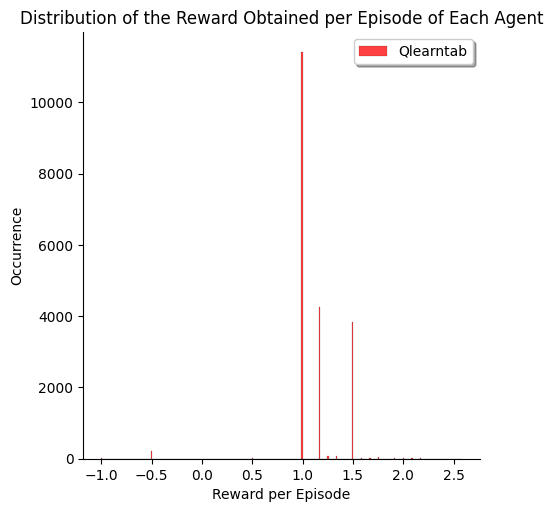 Distribution of the Reward Obtained per Episode of Each Agent
Qlearntab
10000
8000
6000
4000
2000
0
Occurrence
−1.0 −0.5 0.0 0.5 1.0 1.5 2.0 2.5
Reward per Episode